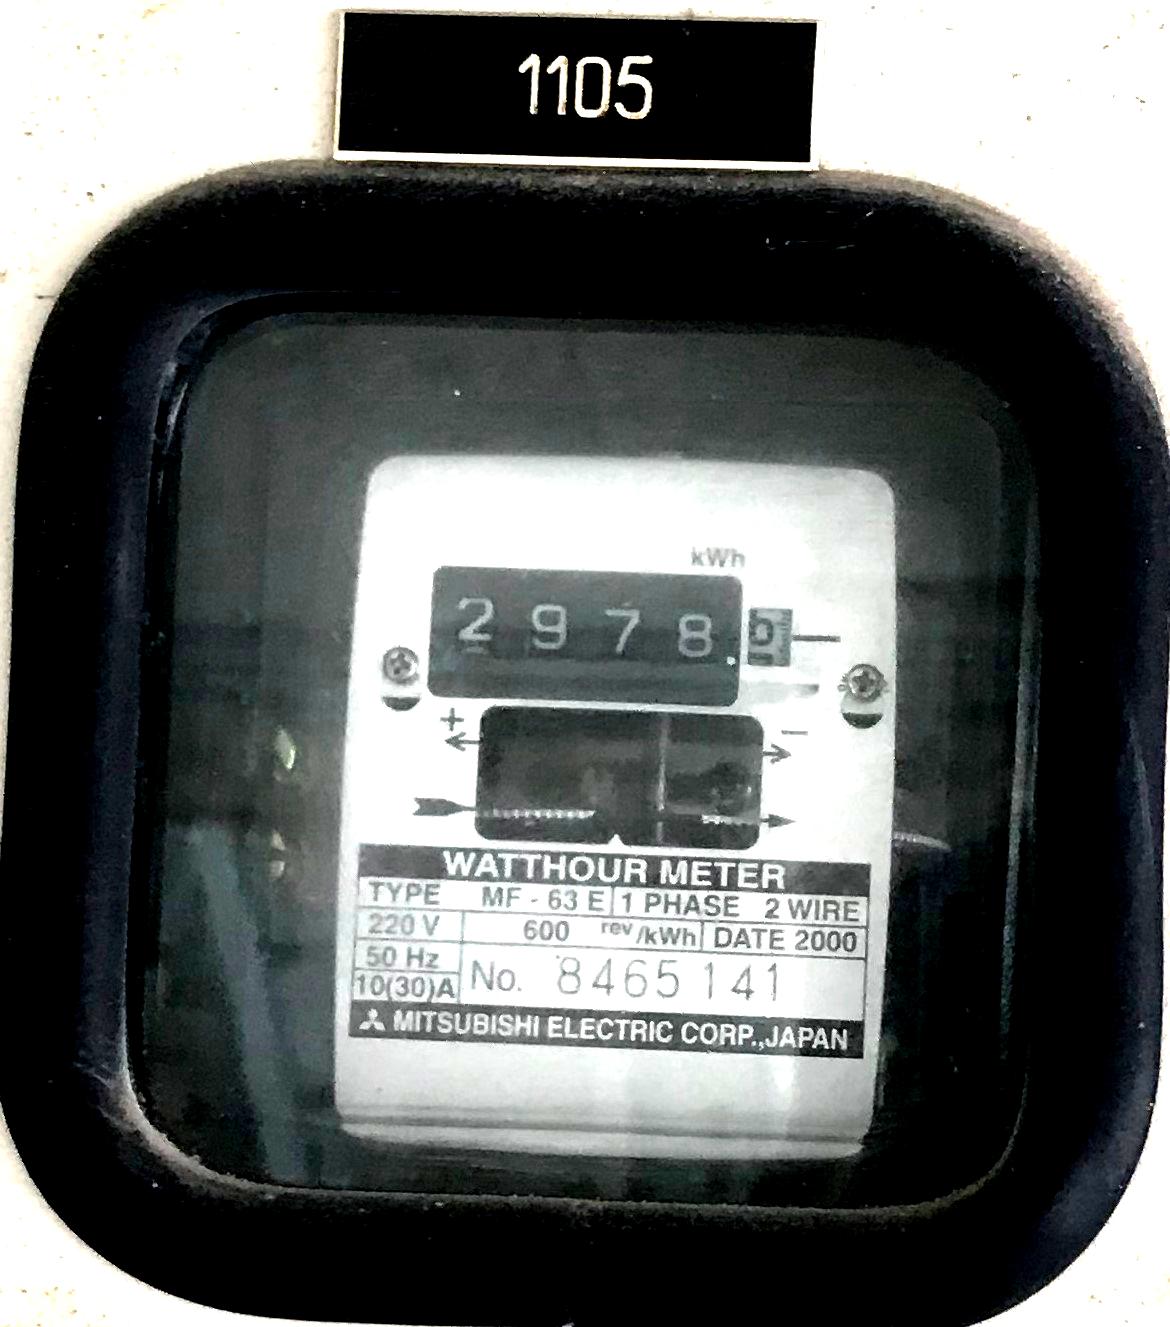 1105
kWh
2978.
+ −
WATTHOUR METER
TYPE MF - 63 E 1 PHASE 2 WIRE
220 V 600 rev/kWh DATE 2000
50 Hz
10(30)A No. 8465141
MITSUBISHI ELECTRIC CORP.,JAPAN